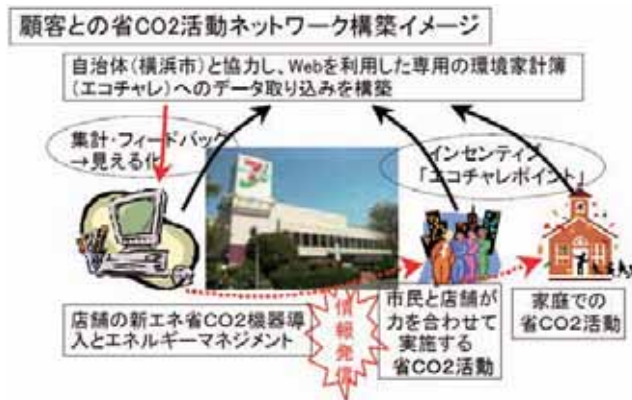 顧客との省CO2活動ネットワーク構築イメージ
自治体(横浜市)と協力し、Webを利用した専用の環境家計簿
(エコチャレ)へのデータ取り込みを構築
集計・フィードバック
→見える化
インセンティブ
「エコチャレポイント」
7
店舗の新エネ省CO2機器導
入とエネルギーマネジメント
情報発信
市民と店舗が
力を合わせて
実施する
省CO2活動
家庭での
省CO2活動